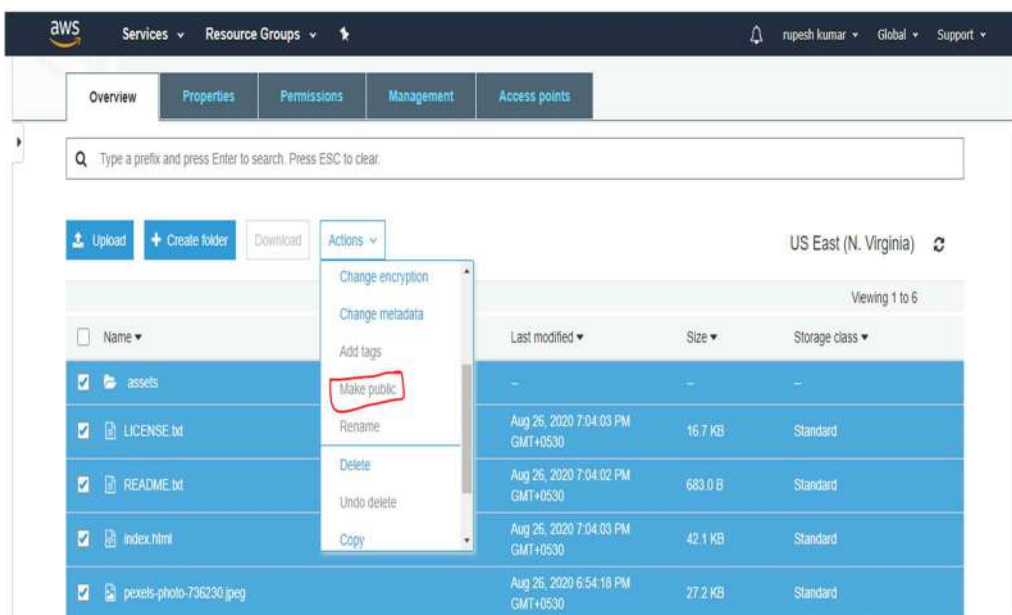 aws Services Resource Groups rupesh kumar Global Support
Overview Properties Permissions Management Access points
Type a prefix and press Enter to search. Press ESC to clear.
Upload Create folder Download Actions US East (N. Virginia)
Change encryption
Viewing 1 to 6
Change metadata
Name Last modified Size Storage class
Add tags
assets -- -- --
Make public
LICENSE.txt Aug 26, 2020 7:04:03 PM GMT+0530 16.7 KB Standard
Rename
Delete
README.txt Aug 26, 2020 7:04:02 PM GMT+0530 683.0 B Standard
Undo delete
index.html Aug 26, 2020 7:04:03 PM GMT+0530 42.1 KB Standard
Copy
pexels-photo-736230.jpeg Aug 26, 2020 6:54:18 PM GMT+0530 27.2 KB Standard